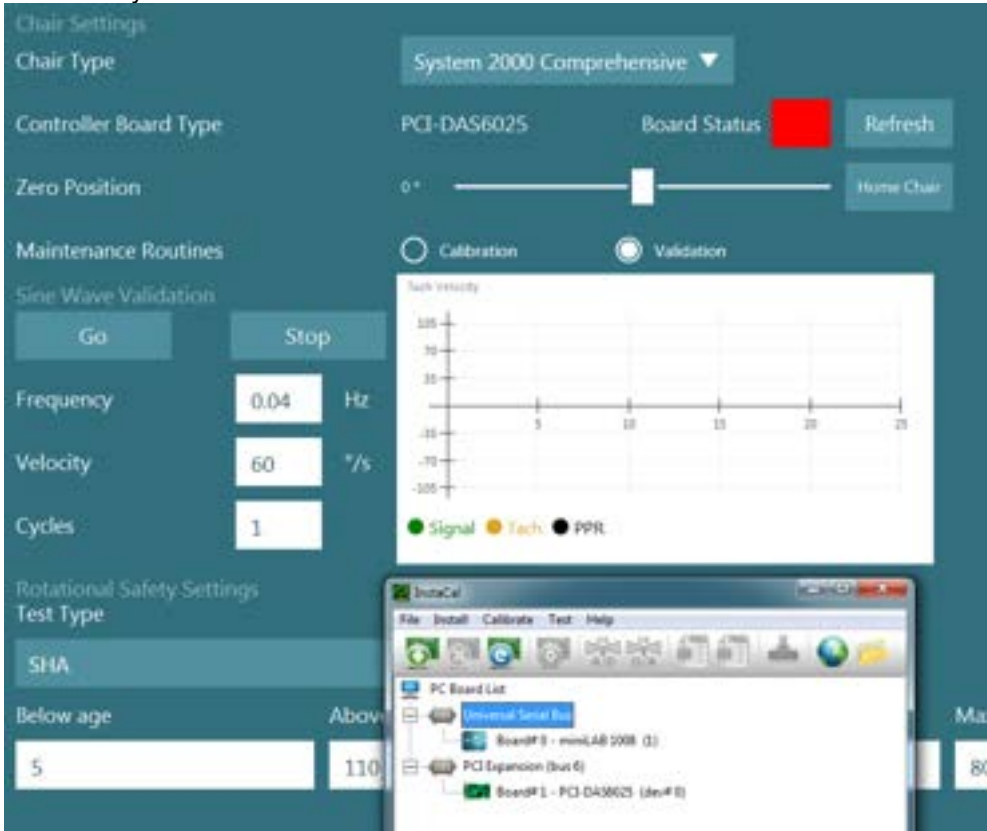 Chair Settings
Chair Type
System 2000 Comprehensive
Controller Board Type
PCI-DAS6025
Board Status
Refresh
Zero Position
0°
Home Chair
Maintenance Routines
Calibration
Validation
Sine Wave Validation
Tach Velocity
Go
Stop
105
70
35
-35
-70
-105
5
10
15
20
25
Frequency
0.04
Hz
Velocity
60
°/s
Cycles
1
Signal
Tach
PPR
Rotational Safety Settings
Test Type
SHA
Below age
5
110
80
InstaCal
File Install Calibrate Test Help
PC Board List
Universal Serial Bus
Board# 0 - miniLAB 1008 (1)
PCI Expansion (bus 6)
Board# 1 - PCI-DAS6025 (dev# 0)